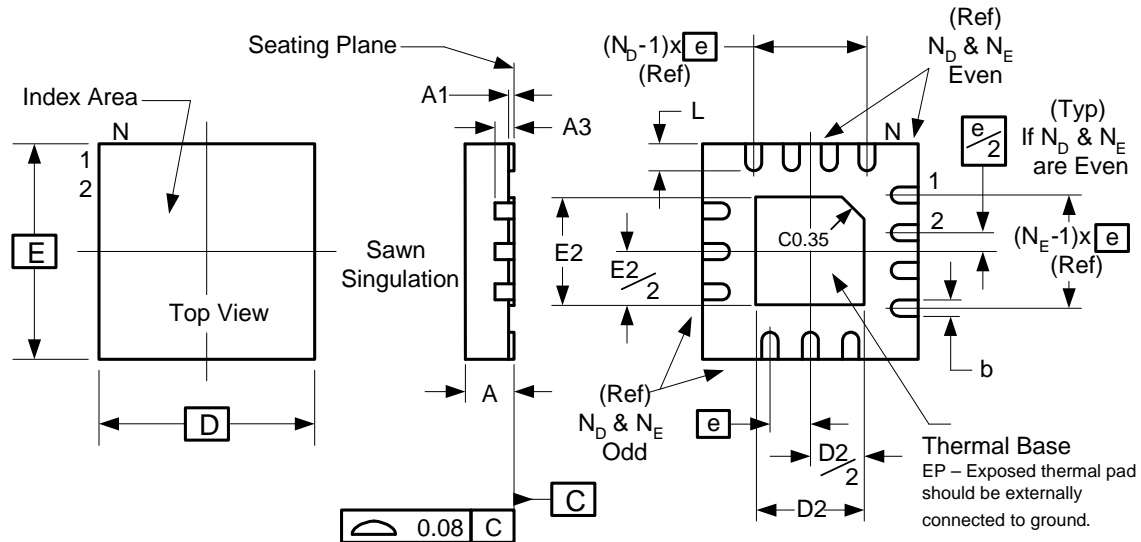 Seating Plane
Index Area
N
1
2
E
Top View
D
A1
A3
Sawn
Singulation
A
0.08 C
C
(N_D-1)x e
(Ref)
L
(Ref)
N_D & N_E
Even
N
e/2
(Typ)
If N_D & N_E
are Even
1
2
(N_E-1)x e
(Ref)
C0.35
E2
E2/2
b
(Ref)
N_D & N_E
Odd
e
D2/2
D2
Thermal Base
EP – Exposed thermal pad
should be externally
connected to ground.